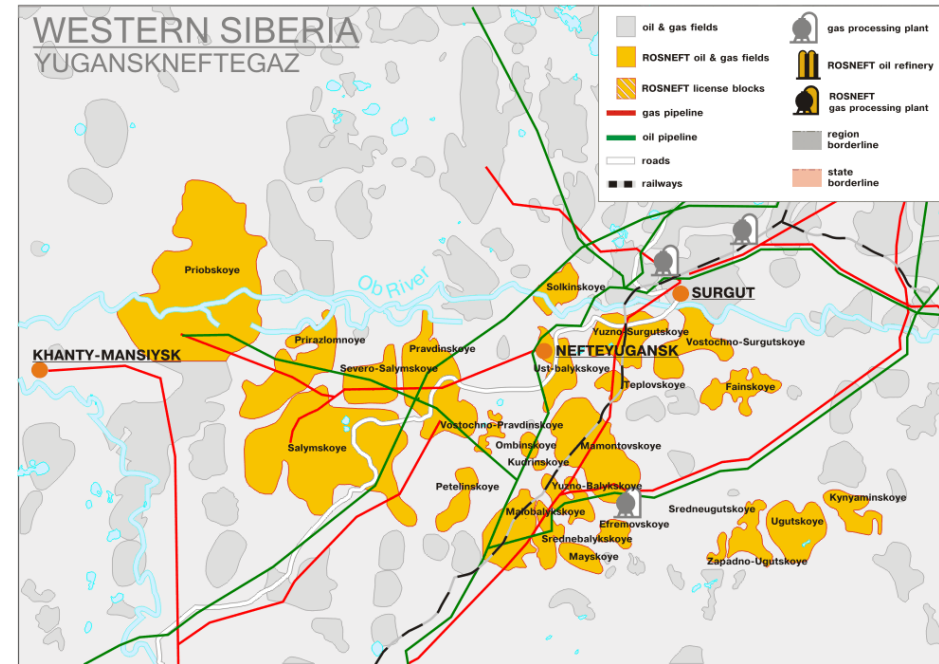 WESTERN SIBERIA
YUGANSKNEFTEGAZ
oil & gas fields
ROSNEFT oil & gas fields
ROSNEFT license blocks
gas pipeline
oil pipeline
roads
railways
gas processing plant
ROSNEFT oil refinery
ROSNEFT
gas processing plant
region
borderline
state
borderline
Priobskoye
Ob River
Solkinskoye
SURGUT
Prirazlomnoye
Pravdinskoye
Yuzno-Surgutskoye
Vostochno-Surgutskoye
KHANTY-MANSIYSK
NEFTEYUGANSK
Severo-Salymskoye
Ust-balykskoye
Teplovskoye
Fainskoye
Vostochno-Pravdinskoye
Salymskoye
Ombinskoye
Mamontovskoye
Kudrinskoye
Petelinskoye
Yuzno-Balykskoye
Kynyaminskoye
Malobalykskoye
Sredneugutskoye
Ugutskoye
Efremovskoye
Srednebalykskoye
Mayskoye
Zapadno-Ugutskoye